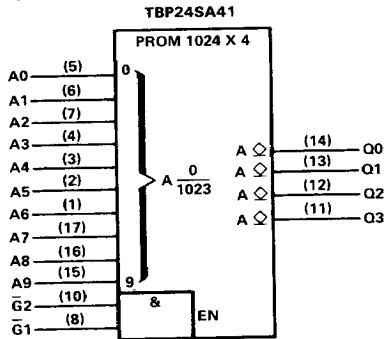 TBP24SA41
PROM 1024 X 4
A0 (5) 0
A1 (6)
A2 (7)
A3 (4)
A4 (3)
A5 (2)
A6 (1)
A7 (17)
A8 (16)
A9 (15) 9
G̅2 (10)
G̅1 (8)
&
EN
A 0/1023
A (14) Q0
A (13) Q1
A (12) Q2
A (11) Q3